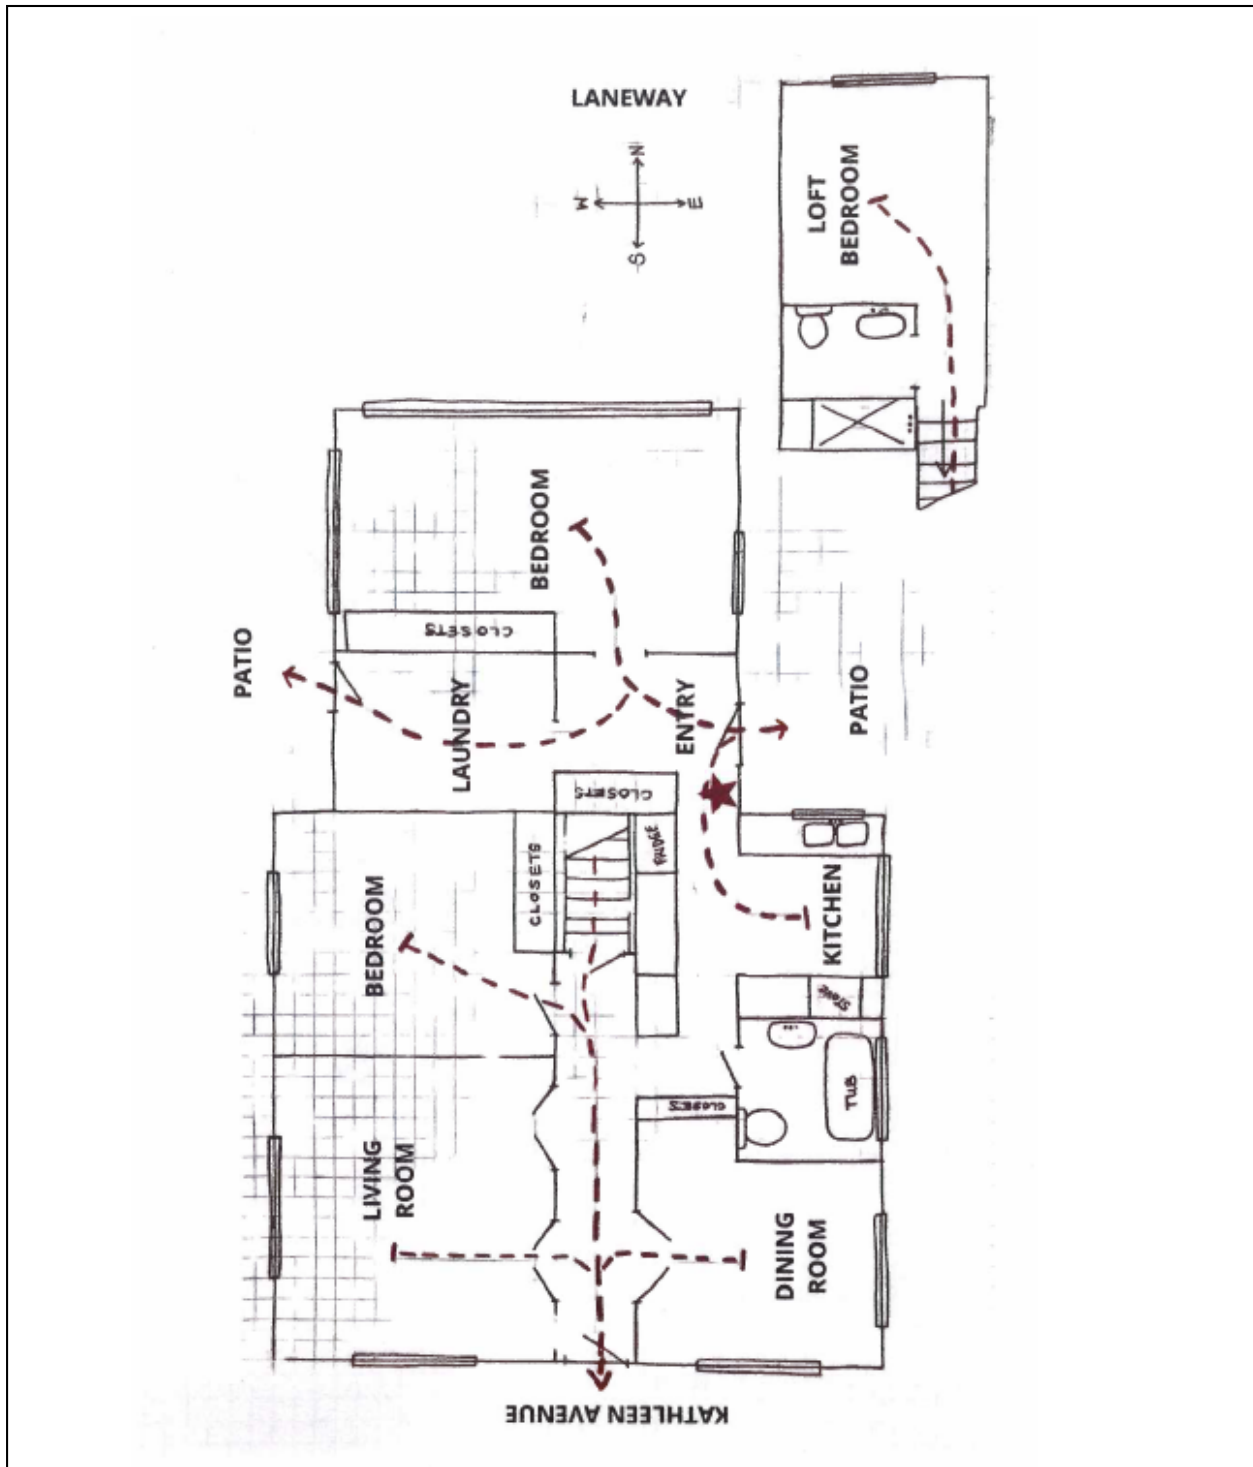 LANEWAY
N
W
E
S
LOFT
BEDROOM
BEDROOM
CLOSETS
PATIO
LAUNDRY
ENTRY
PATIO
CLOSETS
CLOSETS
FRIDGE
BEDROOM
KITCHEN
STOVE
TUB
CLOSETS
LIVING
ROOM
DINING
ROOM
KATHLEEN AVENUE